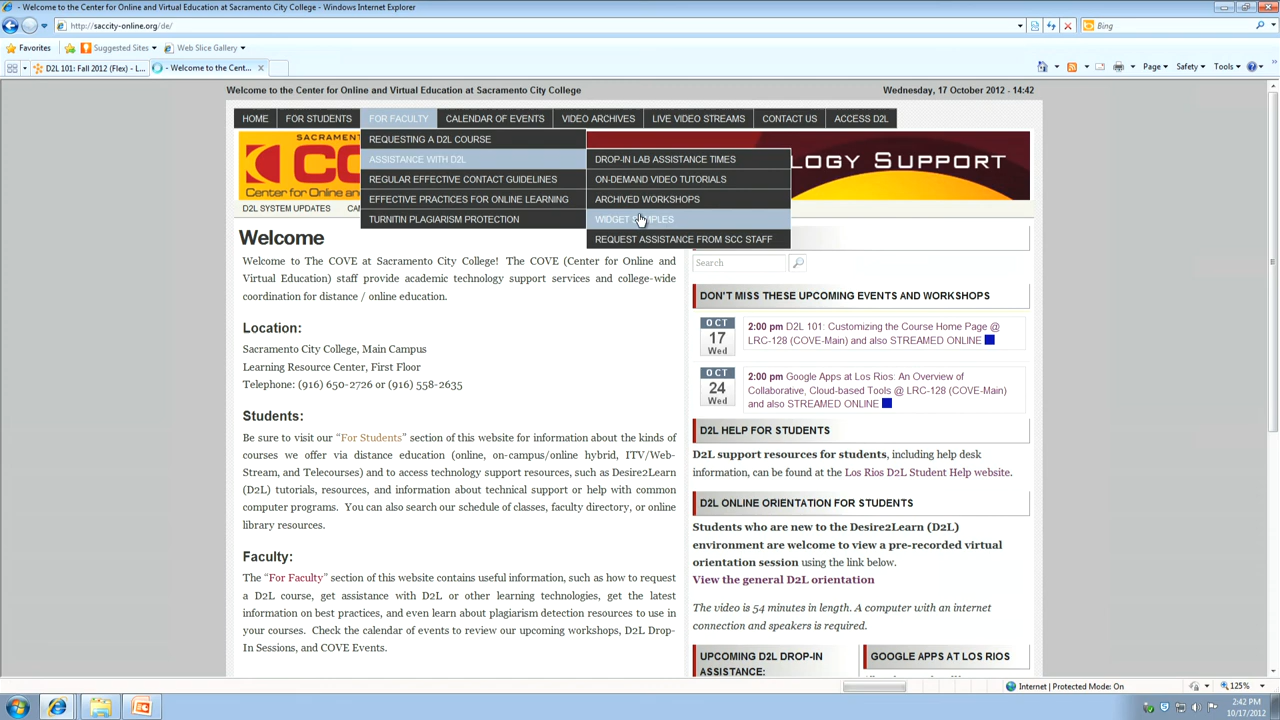 Welcome to the Center for Online and Virtual Education at Sacramento City College - Windows Internet Explorer
http://saccity-online.org/de/
Bing
Favorites
Suggested Sites
Web Slice Gallery
D2L 101: Fall 2012 (Flex) - L...
- Welcome to the Cent...
Page
Safety
Tools
Welcome to the Center for Online and Virtual Education at Sacramento City College
Wednesday, 17 October 2012 - 14:42
HOME
FOR STUDENTS
FOR FACULTY
CALENDAR OF EVENTS
VIDEO ARCHIVES
LIVE VIDEO STREAMS
CONTACT US
ACCESS D2L
REQUESTING A D2L COURSE
ASSISTANCE WITH D2L
REGULAR EFFECTIVE CONTACT GUIDELINES
EFFECTIVE PRACTICES FOR ONLINE LEARNING
TURNITIN PLAGIARISM PROTECTION
DROP-IN LAB ASSISTANCE TIMES
ON-DEMAND VIDEO TUTORIALS
ARCHIVED WORKSHOPS
WIDGET SAMPLES
REQUEST ASSISTANCE FROM SCC STAFF
Center for Onlin
OLOGY SUPPORT
D2L SYSTEM UPDATES
Welcome
Welcome to The COVE at Sacramento City College! The COVE (Center for Online and
Virtual Education) staff provide academic technology support services and college-wide
coordination for distance / online education.
Location:
Sacramento City College, Main Campus
Learning Resource Center, First Floor
Telephone: (916) 650-2726 or (916) 558-2635
Students:
Be sure to visit our “For Students” section of this website for information about the kinds of
courses we offer via distance education (online, on-campus/online hybrid, ITV/Web-
Stream, and Telecourses) and to access technology support resources, such as Desire2Learn
(D2L) tutorials, resources, and information about technical support or help with common
computer programs. You can also search our schedule of classes, faculty directory, or online
library resources.
Faculty:
The “For Faculty” section of this website contains useful information, such as how to request
a D2L course, get assistance with D2L or other learning technologies, get the latest
information on best practices, and even learn about plagiarism detection resources to use in
your courses. Check the calendar of events to review our upcoming workshops, D2L Drop-
In Sessions, and COVE Events.
Search
DON'T MISS THESE UPCOMING EVENTS AND WORKSHOPS
OCT
17
Wed
2:00 pm D2L 101: Customizing the Course Home Page @
LRC-128 (COVE-Main) and also STREAMED ONLINE
OCT
24
Wed
2:00 pm Google Apps at Los Rios: An Overview of
Collaborative, Cloud-based Tools @ LRC-128 (COVE-Main)
and also STREAMED ONLINE
D2L HELP FOR STUDENTS
D2L support resources for students, including help desk
information, can be found at the Los Rios D2L Student Help website.
D2L ONLINE ORIENTATION FOR STUDENTS
Students who are new to the Desire2Learn (D2L)
environment are welcome to view a pre-recorded virtual
orientation session using the link below.
View the general D2L orientation
The video is 54 minutes in length. A computer with an internet
connection and speakers is required.
UPCOMING D2L DROP-IN
ASSISTANCE:
GOOGLE APPS AT LOS RIOS
Internet | Protected Mode: On
125%
2:42 PM
10/17/2012